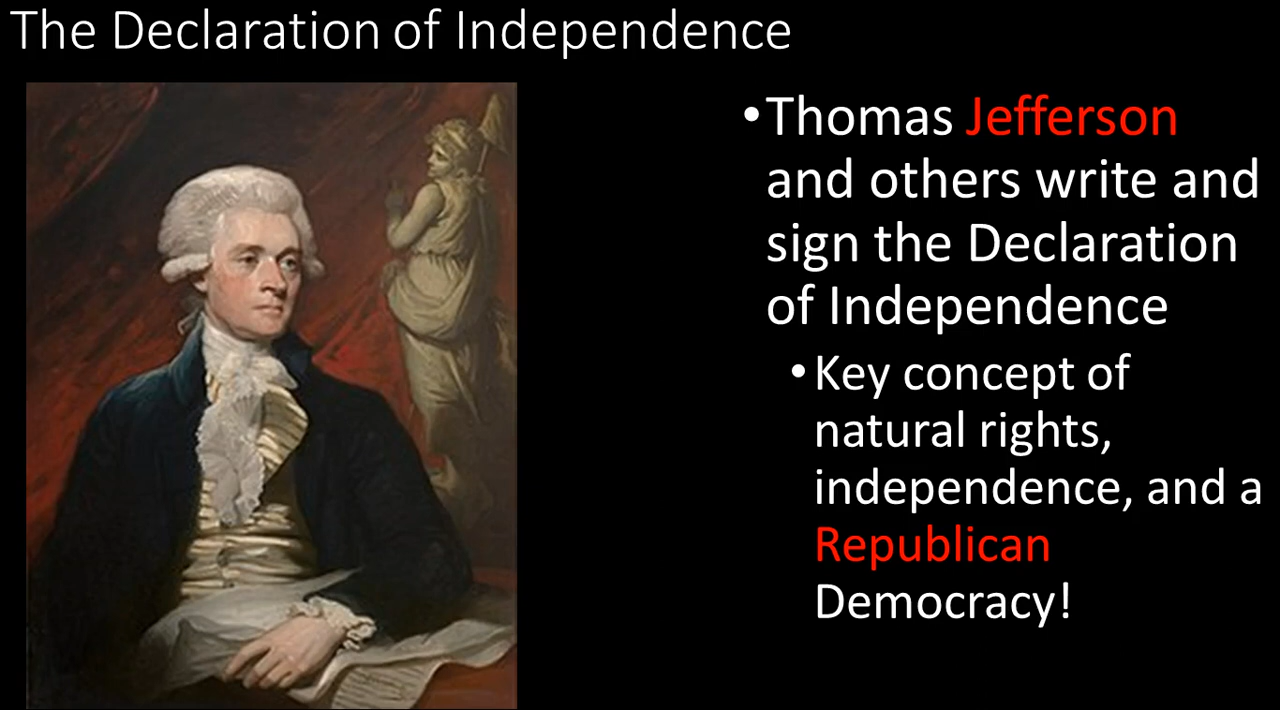 The Declaration of Independence
•Thomas Jefferson
and others write and
sign the Declaration
of Independence
•Key concept of
natural rights,
independence, and a
Republican
Democracy!